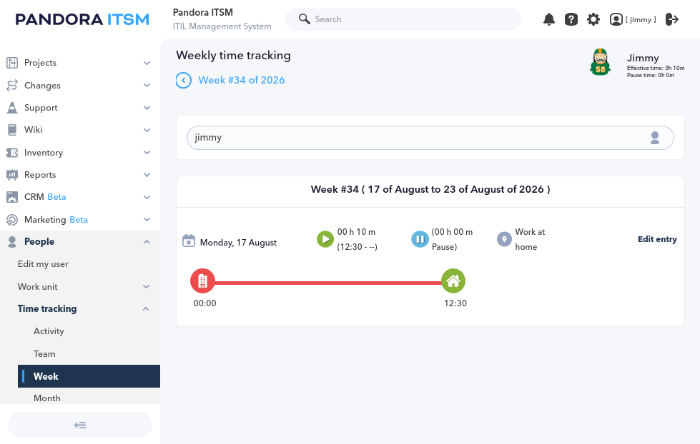 PANDORA ITSM
Pandora ITSM
ITIL Management System
Search
[ jimmy ]
Projects
Changes
Support
Wiki
Inventory
Reports
CRM Beta
Marketing Beta
People
Edit my user
Work unit
Time tracking
Activity
Team
Week
Month
Weekly time tracking
Week #34 of 2026
58
Jimmy
Effective time: 0h 10m
Pause time: 0h 0m
jimmy
Week #34 ( 17 of August to 23 of August of 2026 )
Monday, 17 August
00 h 10 m
(12:30 - --)
(00 h 00 m
Pause)
Work at
home
Edit entry
00:00
12:30